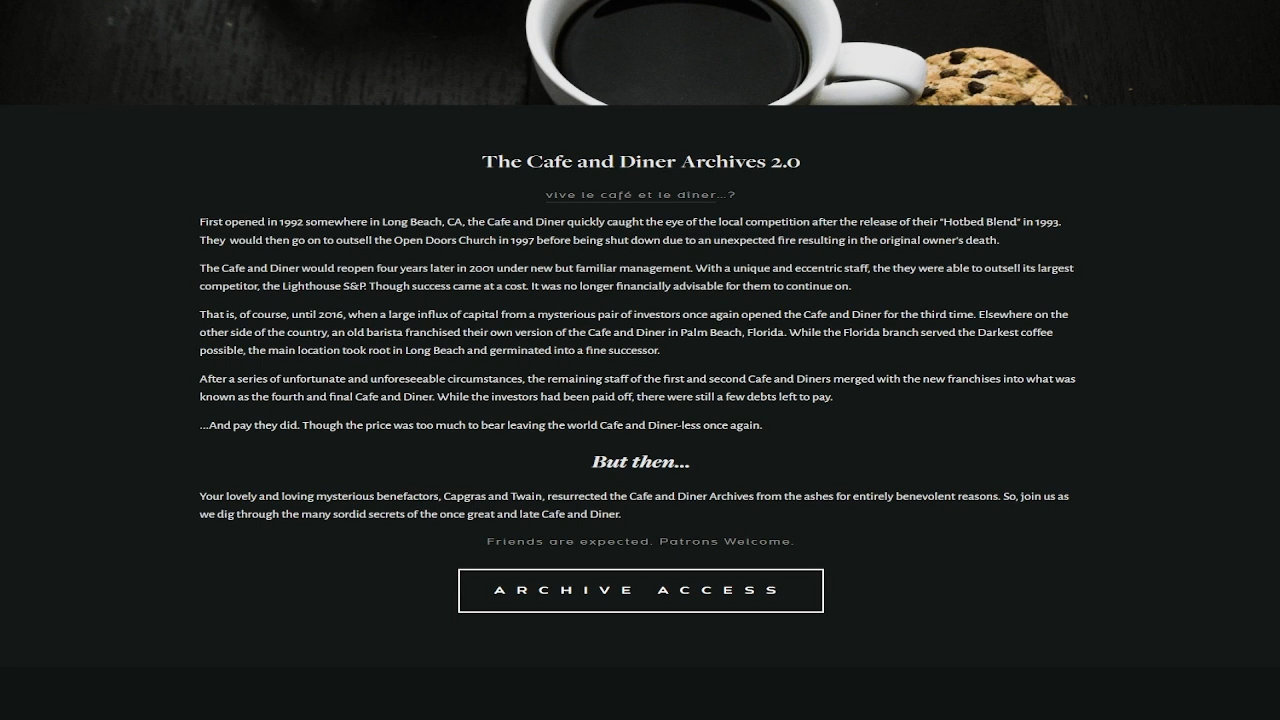 The Cafe and Diner Archives 2.0
vive le café et le dîner...?
First opened in 1992 somewhere in Long Beach, CA, the Cafe and Diner quickly caught the eye of the local competition after the release of their "Hotbed Blend" in 1993.
They would then go on to outsell the Open Doors Church in 1997 before being shut down due to an unexpected fire resulting in the original owner's death.
The Cafe and Diner would reopen four years later in 2001 under new but familiar management. With a unique and eccentric staff, the they were able to outsell its largest
competitor, the Lighthouse S&P. Though success came at a cost. It was no longer financially advisable for them to continue on.
That is, of course, until 2016, when a large influx of capital from a mysterious pair of investors once again opened the Cafe and Diner for the third time. Elsewhere on the
other side of the country, an old barista franchised their own version of the Cafe and Diner in Palm Beach, Florida. While the Florida branch served the Darkest coffee
possible, the main location took root in Long Beach and germinated into a fine successor.
After a series of unfortunate and unforeseeable circumstances, the remaining staff of the first and second Cafe and Diners merged with the new franchises into what was
known as the fourth and final Cafe and Diner. While the investors had been paid off, there were still a few debts left to pay.
...And pay they did. Though the price was too much to bear leaving the world Cafe and Diner-less once again.
But then...
Your lovely and loving mysterious benefactors, Capgras and Twain, resurrected the Cafe and Diner Archives from the ashes for entirely benevolent reasons. So, join us as
we dig through the many sordid secrets of the once great and late Cafe and Diner.
Friends are expected. Patrons Welcome.
ARCHIVE ACCESS